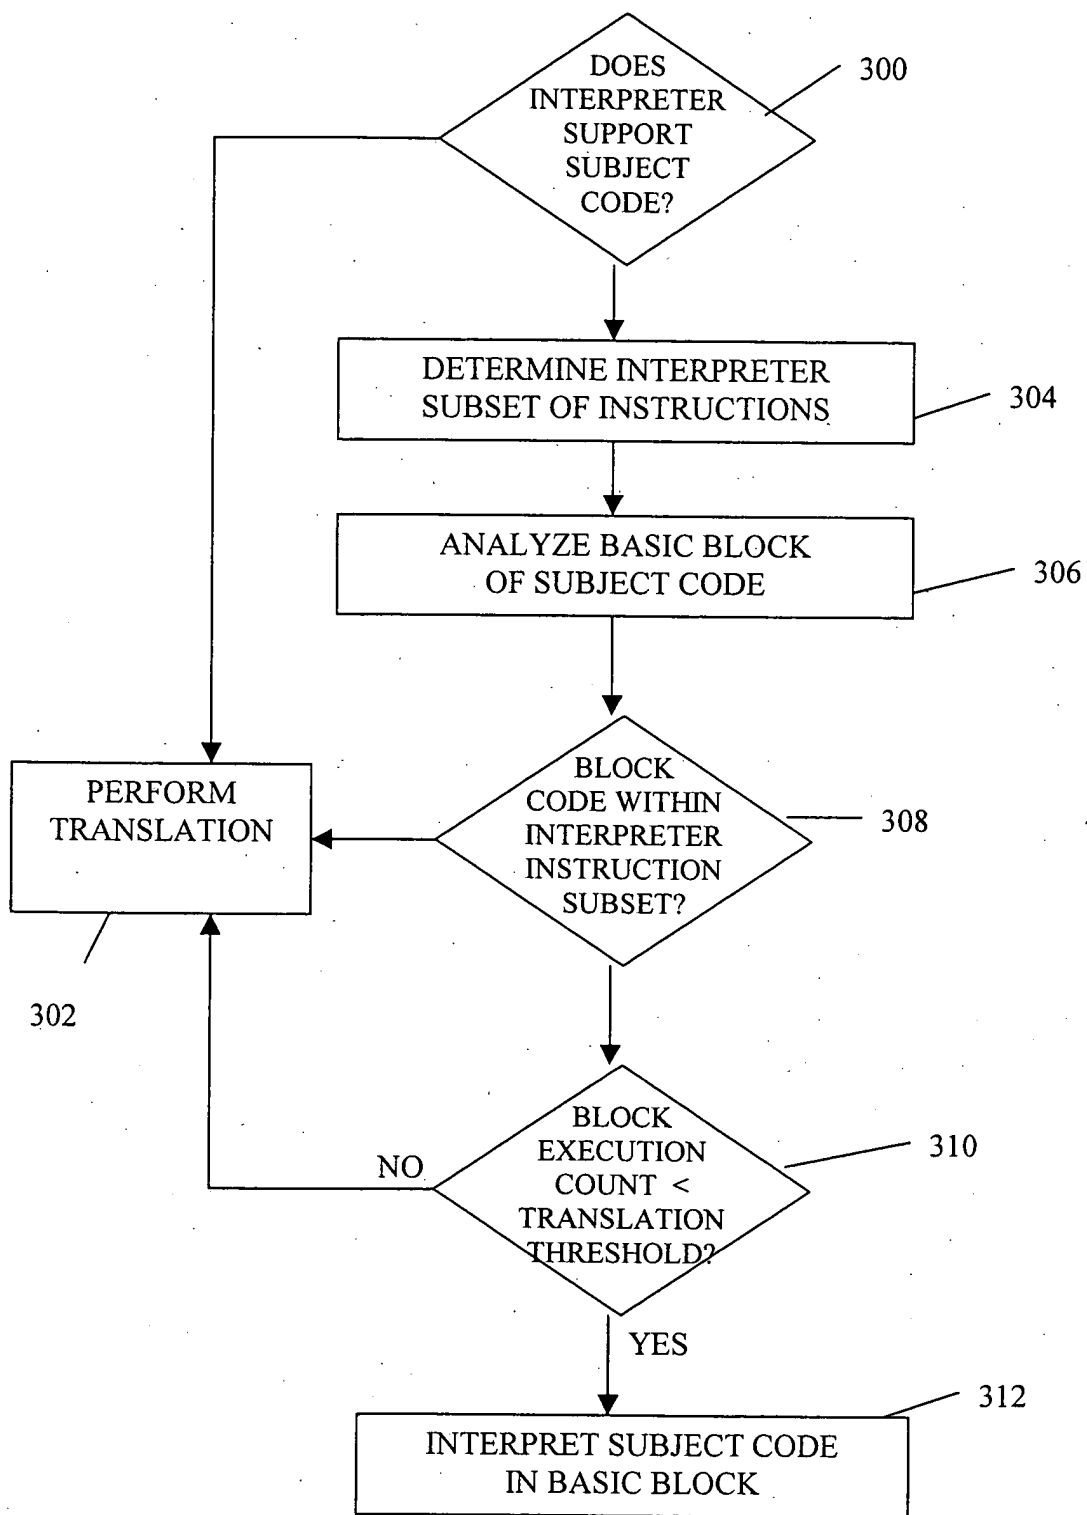 DOES
INTERPRETER
SUPPORT
SUBJECT
CODE?
300
DETERMINE INTERPRETER
SUBSET OF INSTRUCTIONS
304
ANALYZE BASIC BLOCK
OF SUBJECT CODE
306
PERFORM
TRANSLATION
302
BLOCK
CODE WITHIN
INTERPRETER
INSTRUCTION
SUBSET?
308
BLOCK
EXECUTION
COUNT <
TRANSLATION
THRESHOLD?
310
NO
YES
312
INTERPRET SUBJECT CODE
IN BASIC BLOCK